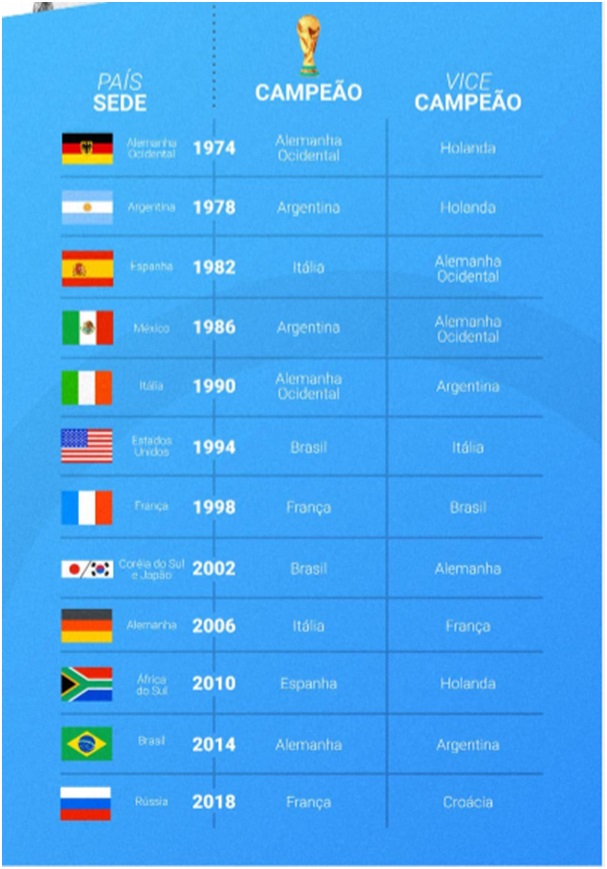 PAÍS
SEDE
CAMPEÃO
VICE
CAMPEÃO
Alemanha
Ocidental
1974
Alemanha
Ocidental
Holanda
Argentina
1978
Argentina
Holanda
Espanha
1982
Itália
Alemanha
Ocidental
México
1986
Argentina
Alemanha
Ocidental
Itália
1990
Alemanha
Ocidental
Argentina
Estados
Unidos
1994
Brasil
Itália
França
1998
França
Brasil
Coréia do Sul
e Japão
2002
Brasil
Alemanha
Alemanha
2006
Itália
França
África
do Sul
2010
Espanha
Holanda
Brasil
2014
Alemanha
Argentina
Rússia
2018
França
Croácia